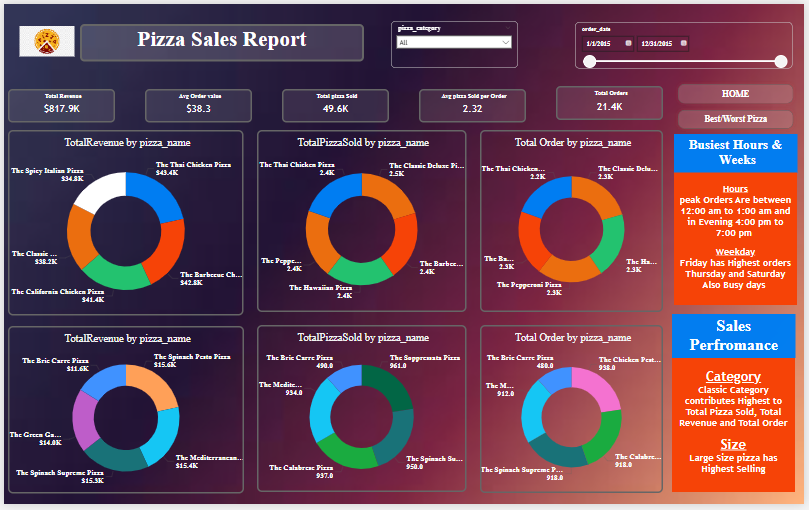 Pizza Sales Report
pizza_category
All
order_date
1/1/2015
12/31/2015
Total Revenue
$817.9K
Avg Order value
$38.3
Total pizza Sold
49.6K
Avg pizza Sold per Order
2.32
Total Orders
21.4K
HOME
Best/Worst Pizza
TotalRevenue by pizza_name
The Spicy Italian Pizza
$34.8K
The Thai Chicken Pizza
$43.4K
The Classic ...
$38.2K
The Barbecue Ch...
$42.8K
The California Chicken Pizza
$41.4K
TotalPizzaSold by pizza_name
The Thai Chicken Pizza
2.4K
The Classic Deluxe Pi...
2.5K
The Peppe...
2.4K
The Barbec...
2.4K
The Hawaiian Pizza
2.4K
Total Order by pizza_name
The Thai Chicken...
2.2K
The Classic Delu...
2.3K
The Ba...
2.3K
The Ha...
2.3K
The Pepperoni Pizza
2.3K
Busiest Hours &
Weeks
Hours
peak Orders Are between
12:00 am to 1:00 am and
in Evening 4:00 pm to
7:00 pm
Weekday
Friday has Highest orders
Thursday and Saturday
Also Busy days
TotalRevenue by pizza_name
The Brie Carre Pizza
$11.6K
The Spinach Pesto Pizza
$15.6K
The Green Ga...
$14.0K
The Mediterranean...
$15.4K
The Spinach Supreme Pizza
$15.3K
TotalPizzaSold by pizza_name
The Brie Carre Pizza
490.0
The Soppressata Pizza
961.0
The Medite...
934.0
The Spinach Su...
950.0
The Calabrese Pizza
937.0
Total Order by pizza_name
The Brie Carre Pizza
480.0
The Chicken Pest...
938.0
The M...
912.0
The Calabre...
918.0
The Spinach Supreme P...
918.0
Sales
Perfromance
Category
Classic Category
contributes Highest to
Total Pizza Sold, Total
Revenue and Total Order
Size
Large Size pizza has
Highest Selling